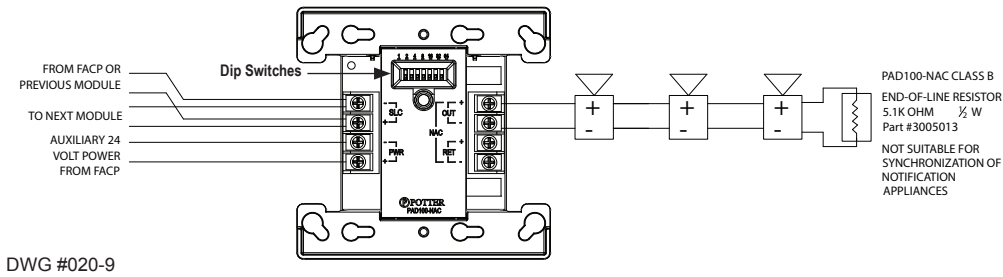 FROM FACP OR
PREVIOUS MODULE
TO NEXT MODULE
AUXILIARY 24
VOLT POWER
FROM FACP
Dip Switches
- SLC +
- PWR +
+ OUT -
NAC
+ RET -
POTTER
PAD100-NAC
+
-
+
-
+
-
PAD100-NAC CLASS B
END-OF-LINE RESISTOR
5.1K OHM ½ W
Part #3005013
NOT SUITABLE FOR
SYNCHRONIZATION OF
NOTIFICATION
APPLIANCES
DWG #020-9